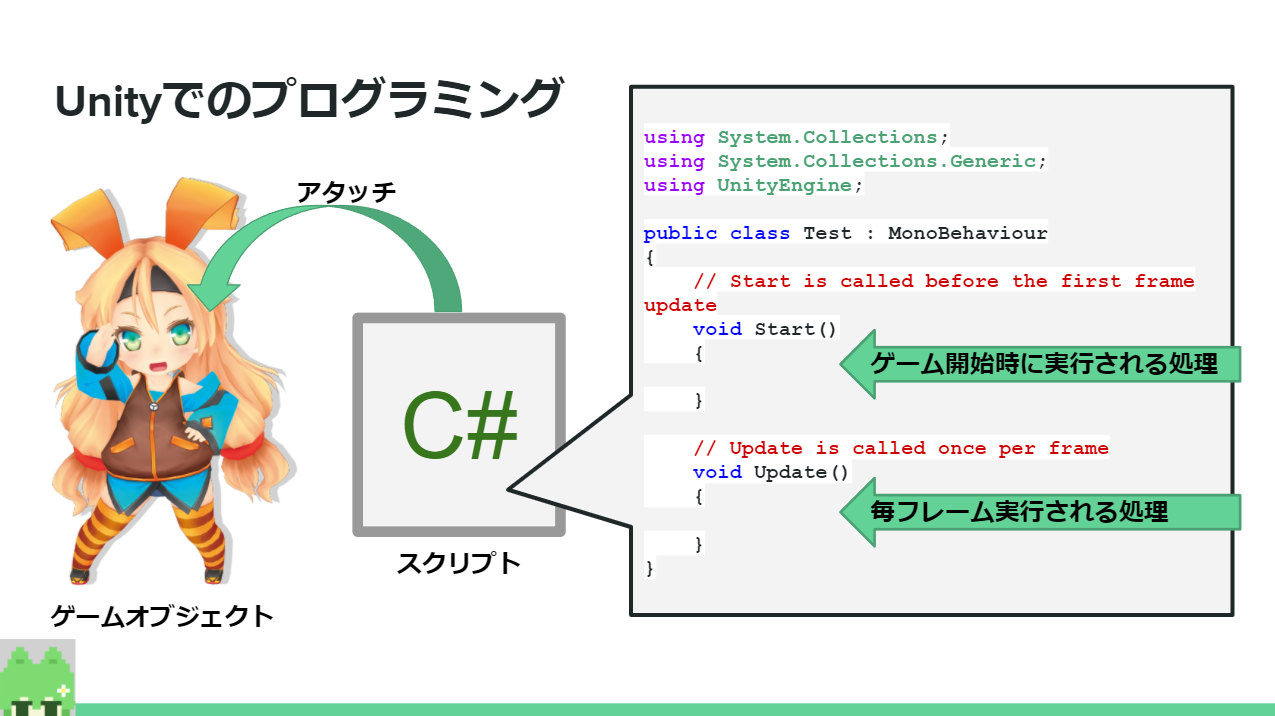 Unityでのプログラミング
アタッチ
C#
スクリプト
ゲームオブジェクト
using System.Collections;
using System.Collections.Generic;
using UnityEngine;
public class Test : MonoBehaviour
{
// Start is called before the first frame
update
void Start()
{
ゲーム開始時に実行される処理
}
// Update is called once per frame
void Update()
{
毎フレーム実行される処理
}
}